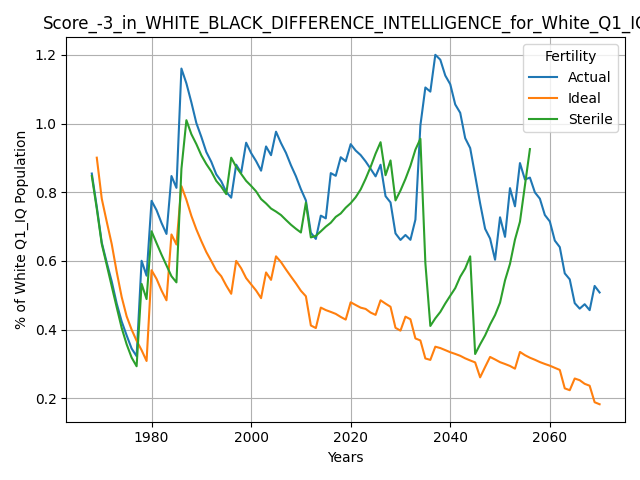 Score_-3_in_WHITE_BLACK_DIFFERENCE_INTELLIGENCE_for_White_Q1_IQ
1.2
1.0
0.8
0.6
0.4
0.2
% of White Q1_IQ Population
Fertility
Actual
Ideal
Sterile
1980
2000
2020
2040
2060
Years